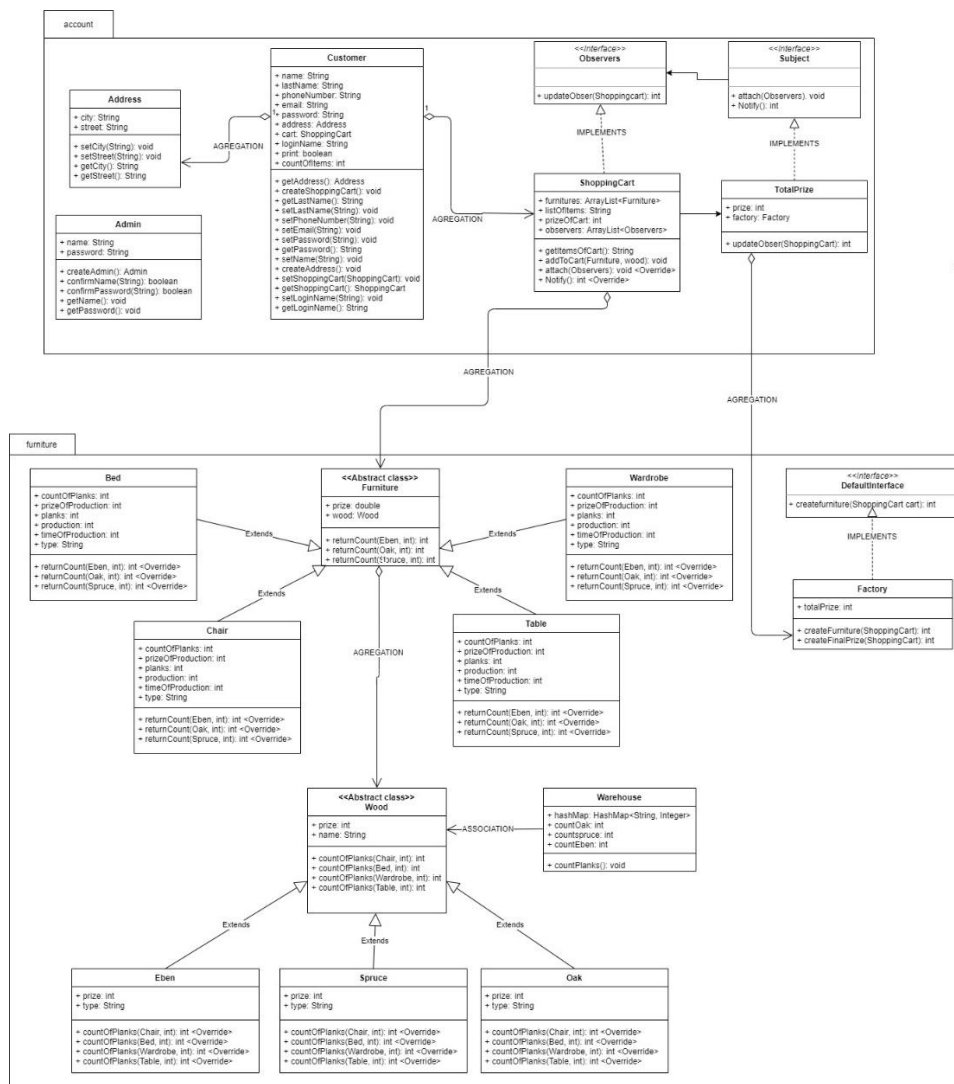 account
Customer
+ name: String
+ lastName: String
+ phoneNumber: String
+ email: String
+ password: String
+ address: Address
+ cart: ShoppingCart
+ loginName: String
+ print: boolean
+ countOfItems: int
+ getAddress(): Address
+ createShoppingCart(): void
+ getLastName(): String
+ setLastName(String): void
+ setPhoneNumber(String): void
+ setEmail(String): void
+ setPassword(String): void
+ getPassword(): String
+ setName(String): void
+ createAddress(): void
+ setShoppingCart(ShoppingCart): void
+ getShoppingCart(): ShoppingCart
+ setLoginName(String): void
+ getLoginName(): String
Address
+ city: String
+ street: String
+ setCity(String): void
+ setStreet(String): void
+ getCity(): String
+ getStreet(): String
1
AGREGATION
Admin
+ name: String
+ password: String
+ createAdmin(): Admin
+ confirmName(String): boolean
+ confirmPassword(String): boolean
+ getName(): void
+ getPassword(): void
1
AGREGATION
<<Interface>>
Observers
+ updateObser(Shoppingcart): int
<<Interface>>
Subject
+ attach(Observers). void
+ Notify(): int
IMPLEMENTS
IMPLEMENTS
ShoppingCart
+ furnitures: ArrayList<Furniture>
+ listOfItems: String
+ prizeOfCart: int
+ observers: ArrayList<Observers>
+ getItemsOfCart(): String
+ addToCart(Furniture, wood): void
+ attach(Observers): void <Override>
+ Notify(): int <Override>
TotalPrize
+ prize: int
+ factory: Factory
+ updateObser(ShoppingCart): int
AGREGATION
AGREGATION
furniture
Bed
+ countOfPlanks: int
+ prizeOfProduction: int
+ planks: int
+ production: int
+ timeOfProduction: int
+ type: String
+ returnCount(Eben, int): int <Override>
+ returnCount(Oak, int): int <Override>
+ returnCount(Spruce, int): int <Override>
Extends
<<Abstract class>>
Furniture
+ prize: double
+ wood: Wood
+ returnCount(Eben, int): int
+ returnCount(Oak, int): int
+ returnCount(Spruce, int): int
Extends
Wardrobe
+ countOfPlanks: int
+ prizeOfProduction: int
+ planks: int
+ production: int
+ timeOfProduction: int
+ type: String
+ returnCount(Eben, int): int <Override>
+ returnCount(Oak, int): int <Override>
+ returnCount(Spruce, int): int <Override>
<<Interface>>
DefaultInterface
+ createfurniture(ShoppingCart cart): int
IMPLEMENTS
Factory
+ totalPrize: int
+ createFurniture(ShoppingCart): int
+ createFinalPrize(ShoppingCart): int
Extends
Extends
Chair
+ countOfPlanks: int
+ prizeOfProduction: int
+ planks: int
+ production: int
+ timeOfProduction: int
+ type: String
+ returnCount(Eben, int): int <Override>
+ returnCount(Oak, int): int <Override>
+ returnCount(Spruce, int): int <Override>
AGREGATION
Table
+ countOfPlanks: int
+ prizeOfProduction: int
+ planks: int
+ production: int
+ timeOfProduction: int
+ type: String
+ returnCount(Eben, int): int <Override>
+ returnCount(Oak, int): int <Override>
+ returnCount(Spruce, int): int <Override>
<<Abstract class>>
Wood
+ prize: int
+ name: String
+ countOfPlanks(Chair, int): int
+ countOfPlanks(Bed, int): int
+ countOfPlanks(Wardrobe, int): int
+ countOfPlanks(Table, int): int
ASSOCIATION
Warehouse
+ hashMap: HashMap<String, Integer>
+ countOak: int
+ countspruce: int
+ countEben: int
+ countPlanks(): void
Extends
Extends
Extends
Eben
+ prize: int
+ type: String
+ countOfPlanks(Chair, int): int <Override>
+ countOfPlanks(Bed, int): int <Override>
+ countOfPlanks(Wardrobe, int): int <Override>
+ countOfPlanks(Table, int): int <Override>
Spruce
+ prize: int
+ type: String
+ countOfPlanks(Chair, int): int <Override>
+ countOfPlanks(Bed, int): int <Override>
+ countOfPlanks(Wardrobe, int): int <Override>
+ countOfPlanks(Table, int): int <Override>
Oak
+ prize: int
+ type: String
+ countOfPlanks(Chair, int): int <Override>
+ countOfPlanks(Bed, int): int <Override>
+ countOfPlanks(Wardrobe, int): int <Override>
+ countOfPlanks(Table, int): int <Override>